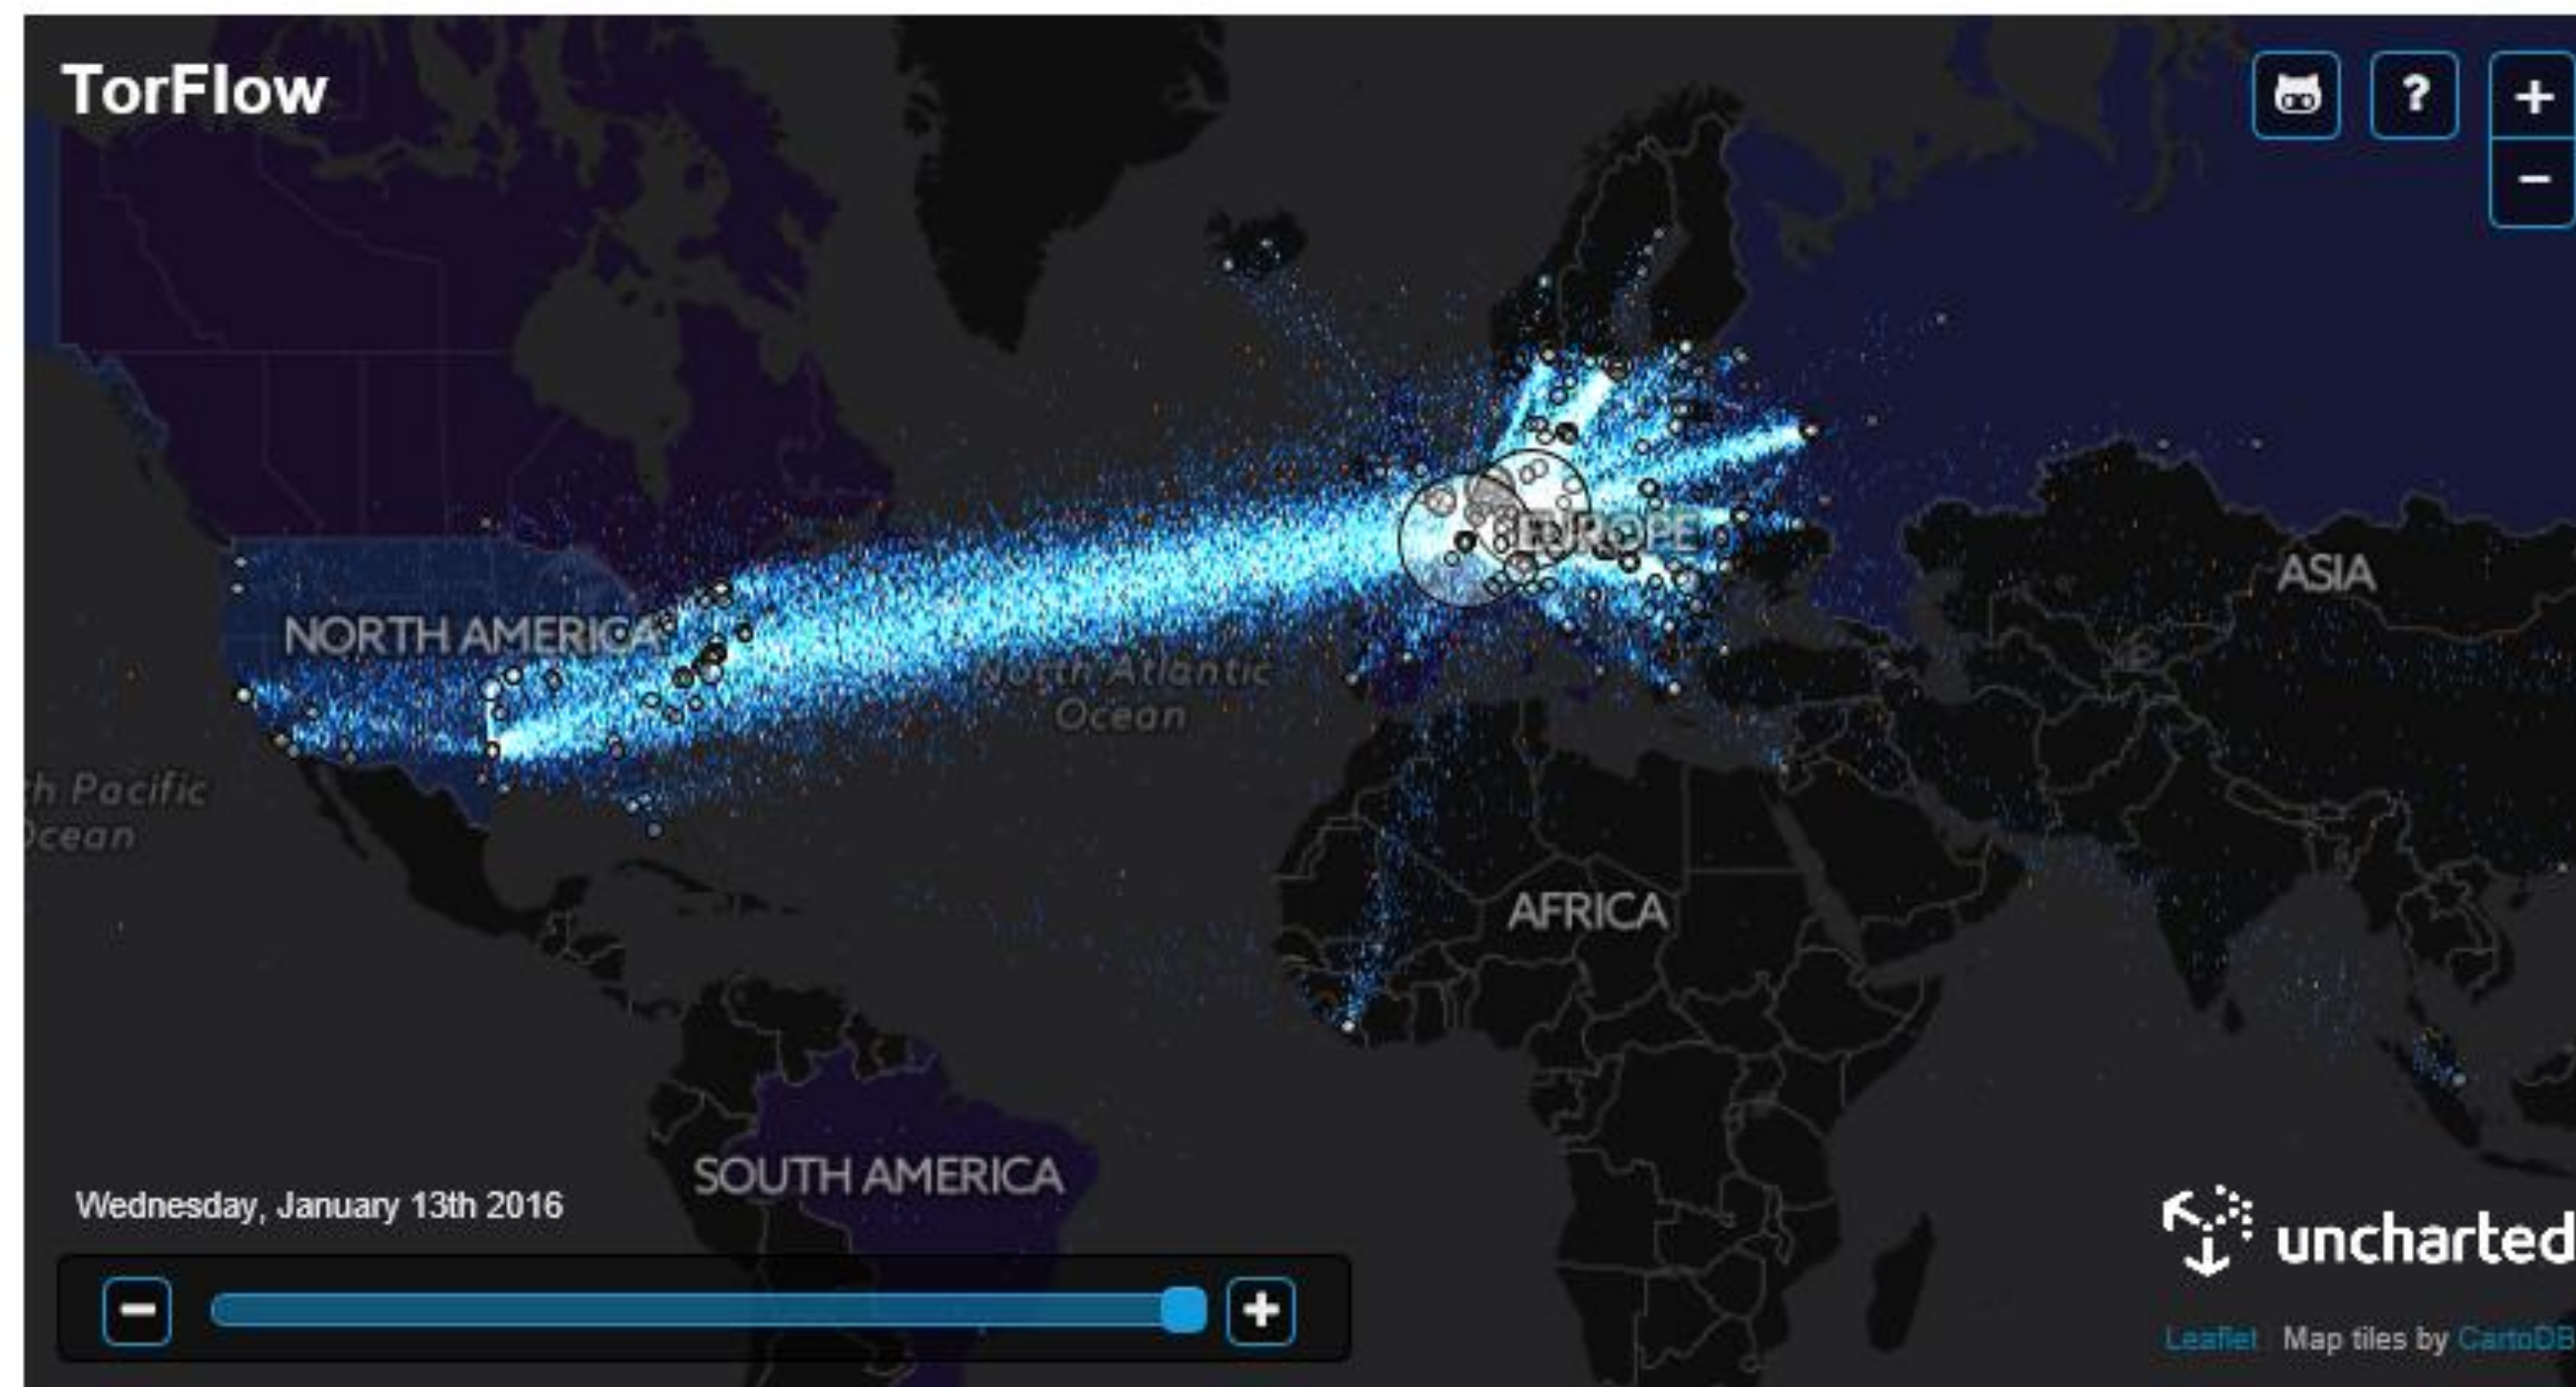 TorFlow
?
+
−
EUROPE
ASIA
NORTH AMERICA
North Atlantic
Ocean
h Pacific
Ocean
AFRICA
SOUTH AMERICA
Wednesday, January 13th 2016
− +
uncharted
Leaflet Map tiles by CartoDB